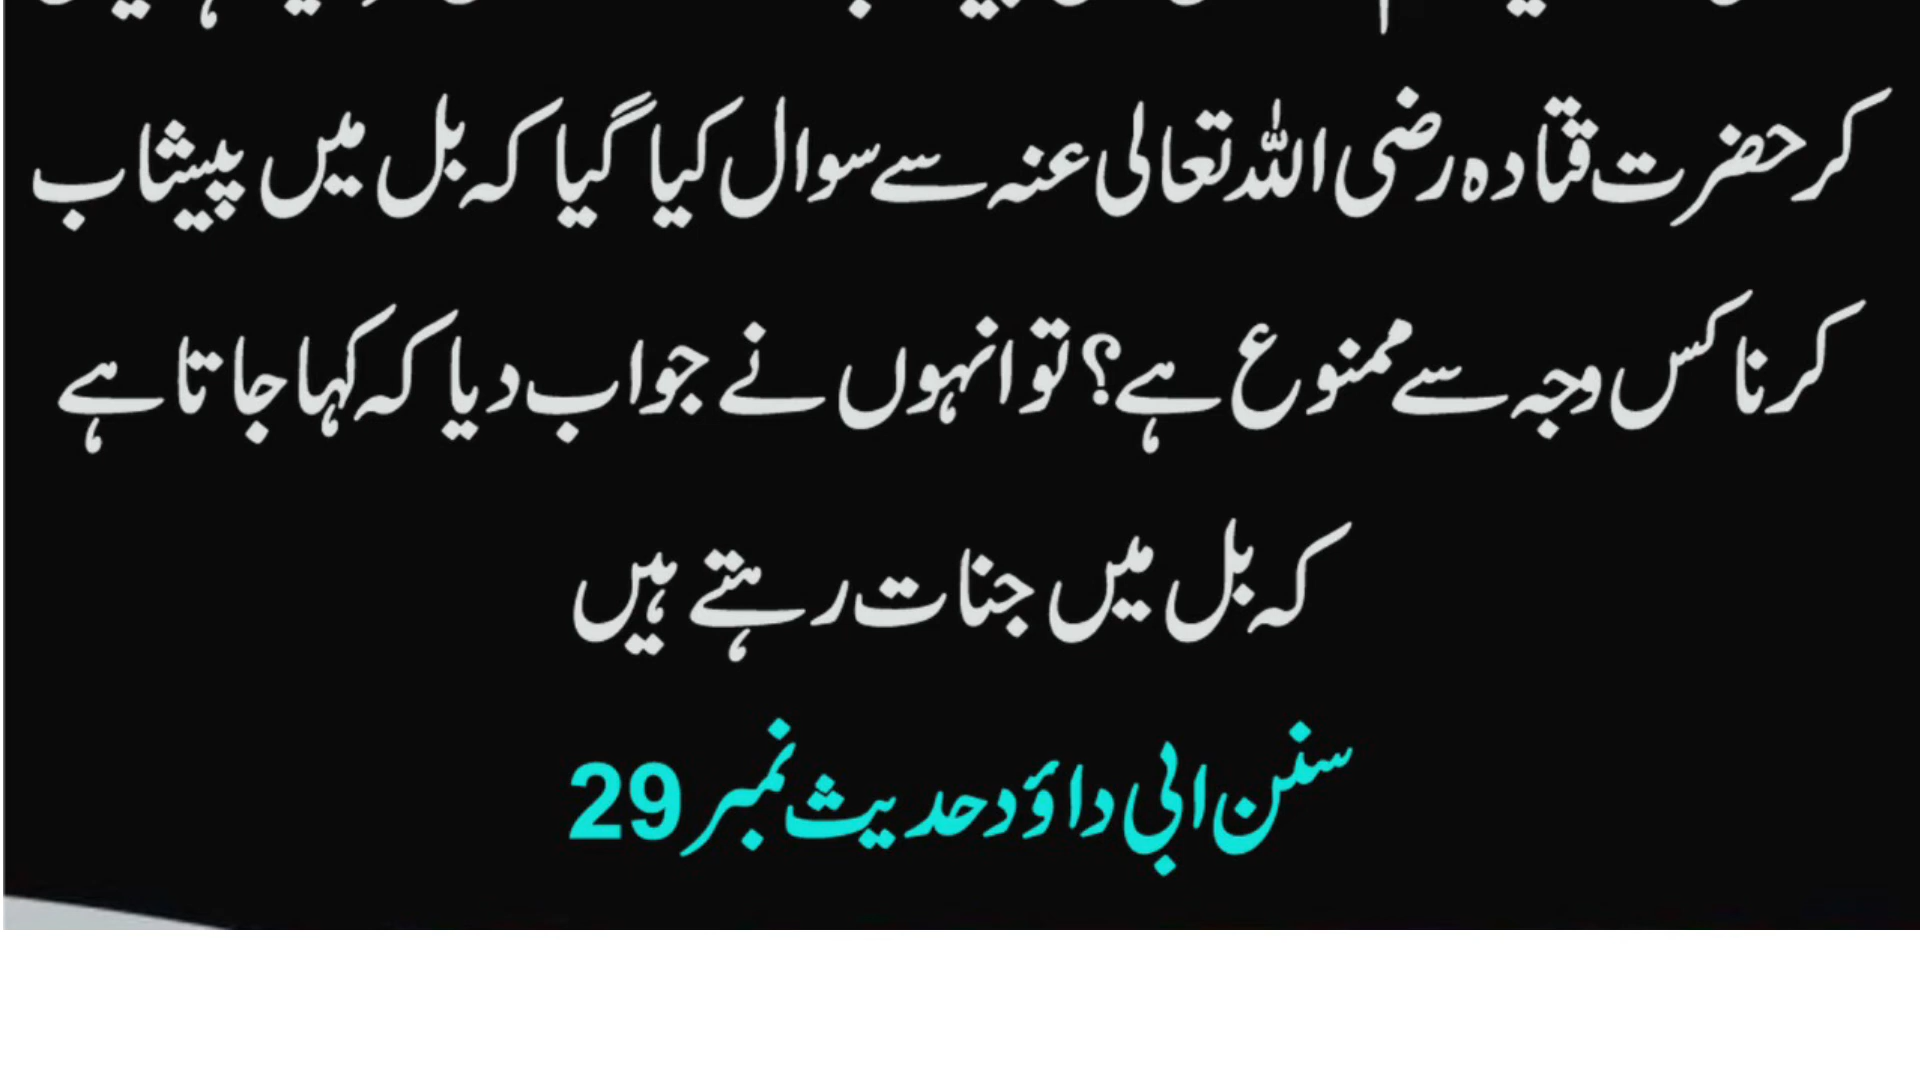 کر حضرت قتادہ رضی اللہ تعالی عنہ سے سوال کیا گیا کہ بل میں پیشاب
کرنا کس وجہ سے ممنوع ہے؟ تو انہوں نے جواب دیا کہ کہا جاتا ہے
کہ بل میں جنات رہتے ہیں
سنن ابی داؤد حدیث نمبر 29